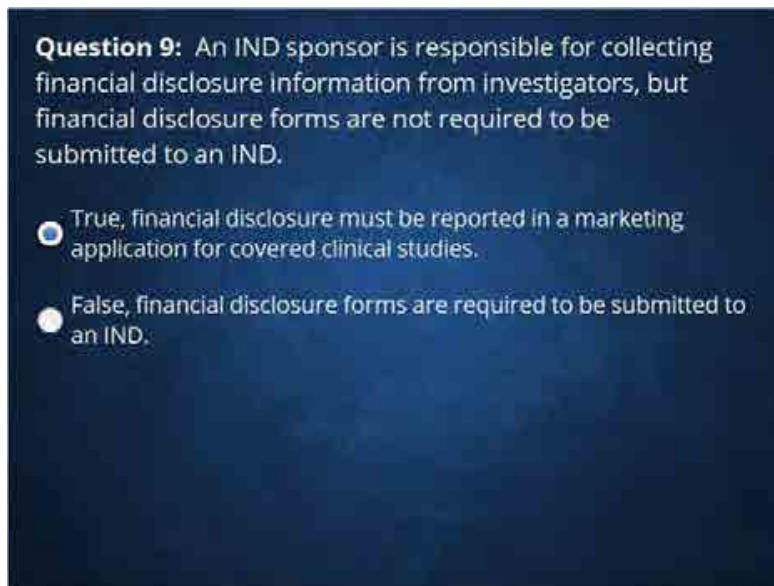 Question 9: An IND sponsor is responsible for collecting
financial disclosure information from investigators, but
financial disclosure forms are not required to be
submitted to an IND.
True, financial disclosure must be reported in a marketing
application for covered clinical studies.
False, financial disclosure forms are required to be submitted to
an IND.